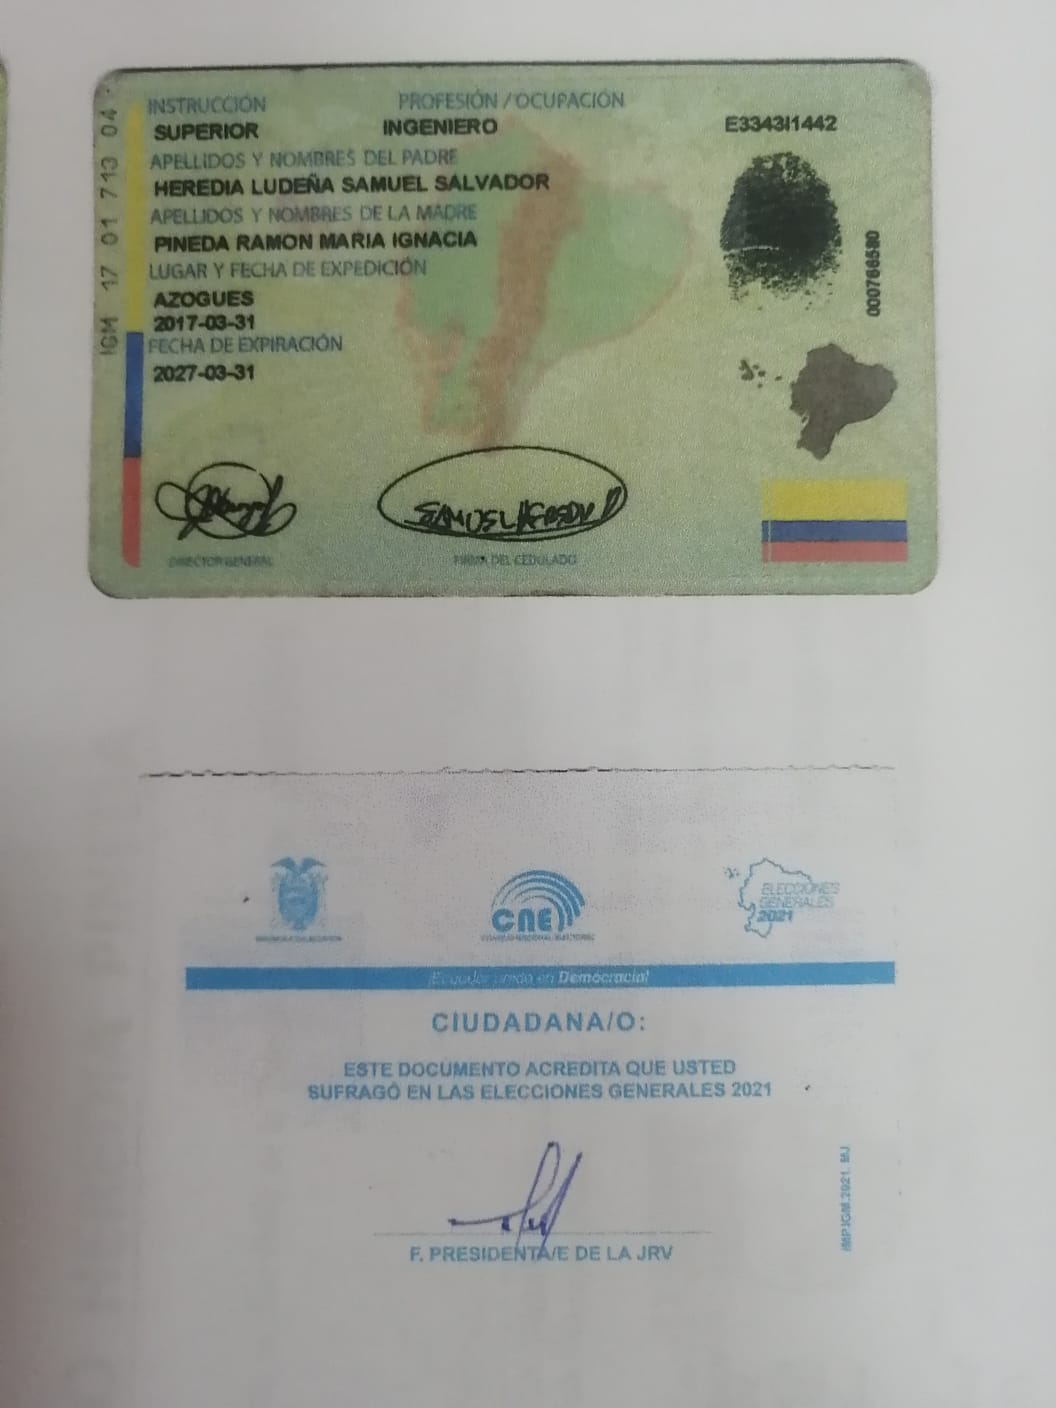 INSTRUCCIÓN PROFESIÓN / OCUPACIÓN
SUPERIOR INGENIERO E3343I1442
APELLIDOS Y NOMBRES DEL PADRE
HEREDIA LUDEÑA SAMUEL SALVADOR
APELLIDOS Y NOMBRES DE LA MADRE
PINEDA RAMON MARIA IGNACIA
LUGAR Y FECHA DE EXPEDICIÓN
AZOGUES
2017-03-31
FECHA DE EXPIRACIÓN
2027-03-31
IGM 17 01 713 04
000766580
SAMUEL HEREDIA P
DIRECTOR GENERAL FIRMA DEL CEDULADO
CNE
CONSEJO NACIONAL ELECTORAL
ELECCIONES
GENERALES
2021
¡Ecuador unido en Democracia!
CIUDADANA/O:
ESTE DOCUMENTO ACREDITA QUE USTED
SUFRAGÓ EN LAS ELECCIONES GENERALES 2021
F. PRESIDENTA/E DE LA JRV
IMP.IGM.2021. MJ